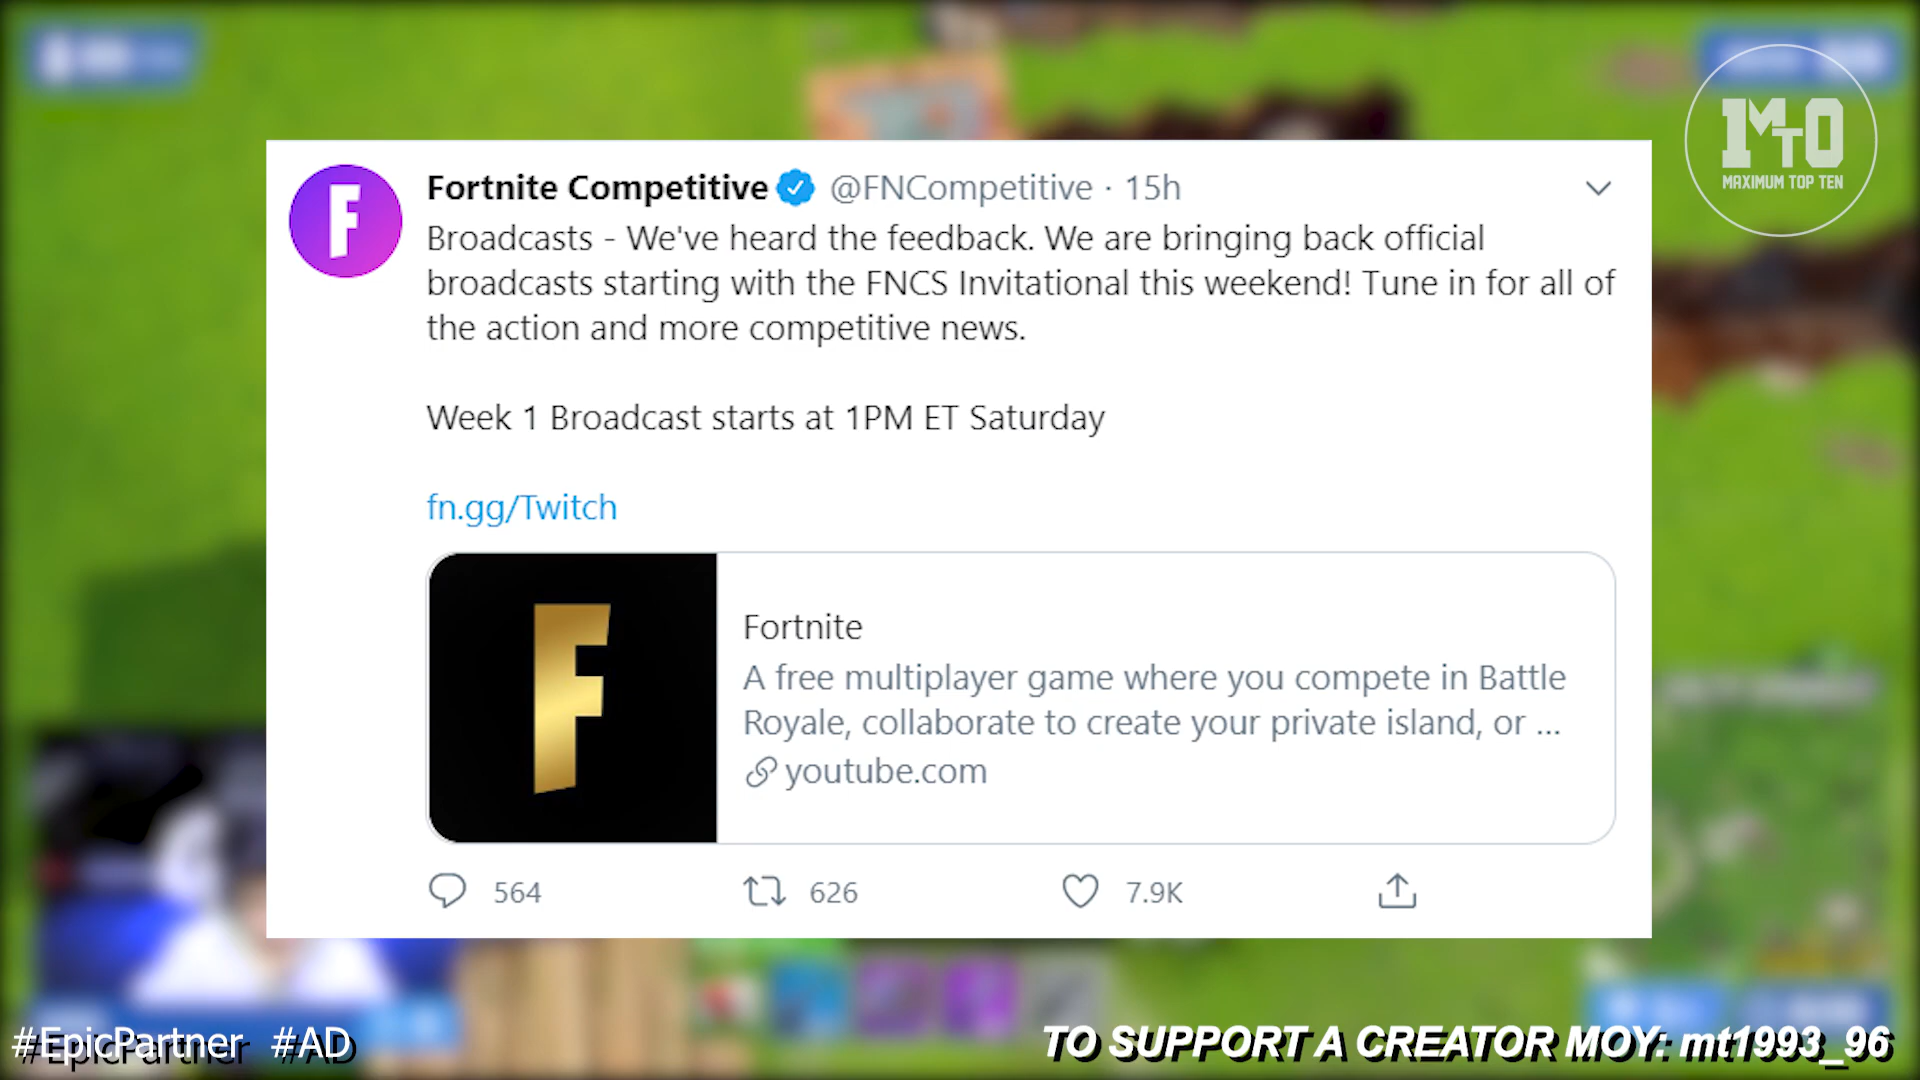 1MTO
MAXIMUM TOP TEN
Fortnite Competitive @FNCompetitive · 15h
Broadcasts - We've heard the feedback. We are bringing back official
broadcasts starting with the FNCS Invitational this weekend! Tune in for all of
the action and more competitive news.
Week 1 Broadcast starts at 1PM ET Saturday
fn.gg/Twitch
F
Fortnite
A free multiplayer game where you compete in Battle
Royale, collaborate to create your private island, or ...
youtube.com
564 626 7.9K
#EpicPartner #AD
TO SUPPORT A CREATOR MOY: mt1993_96